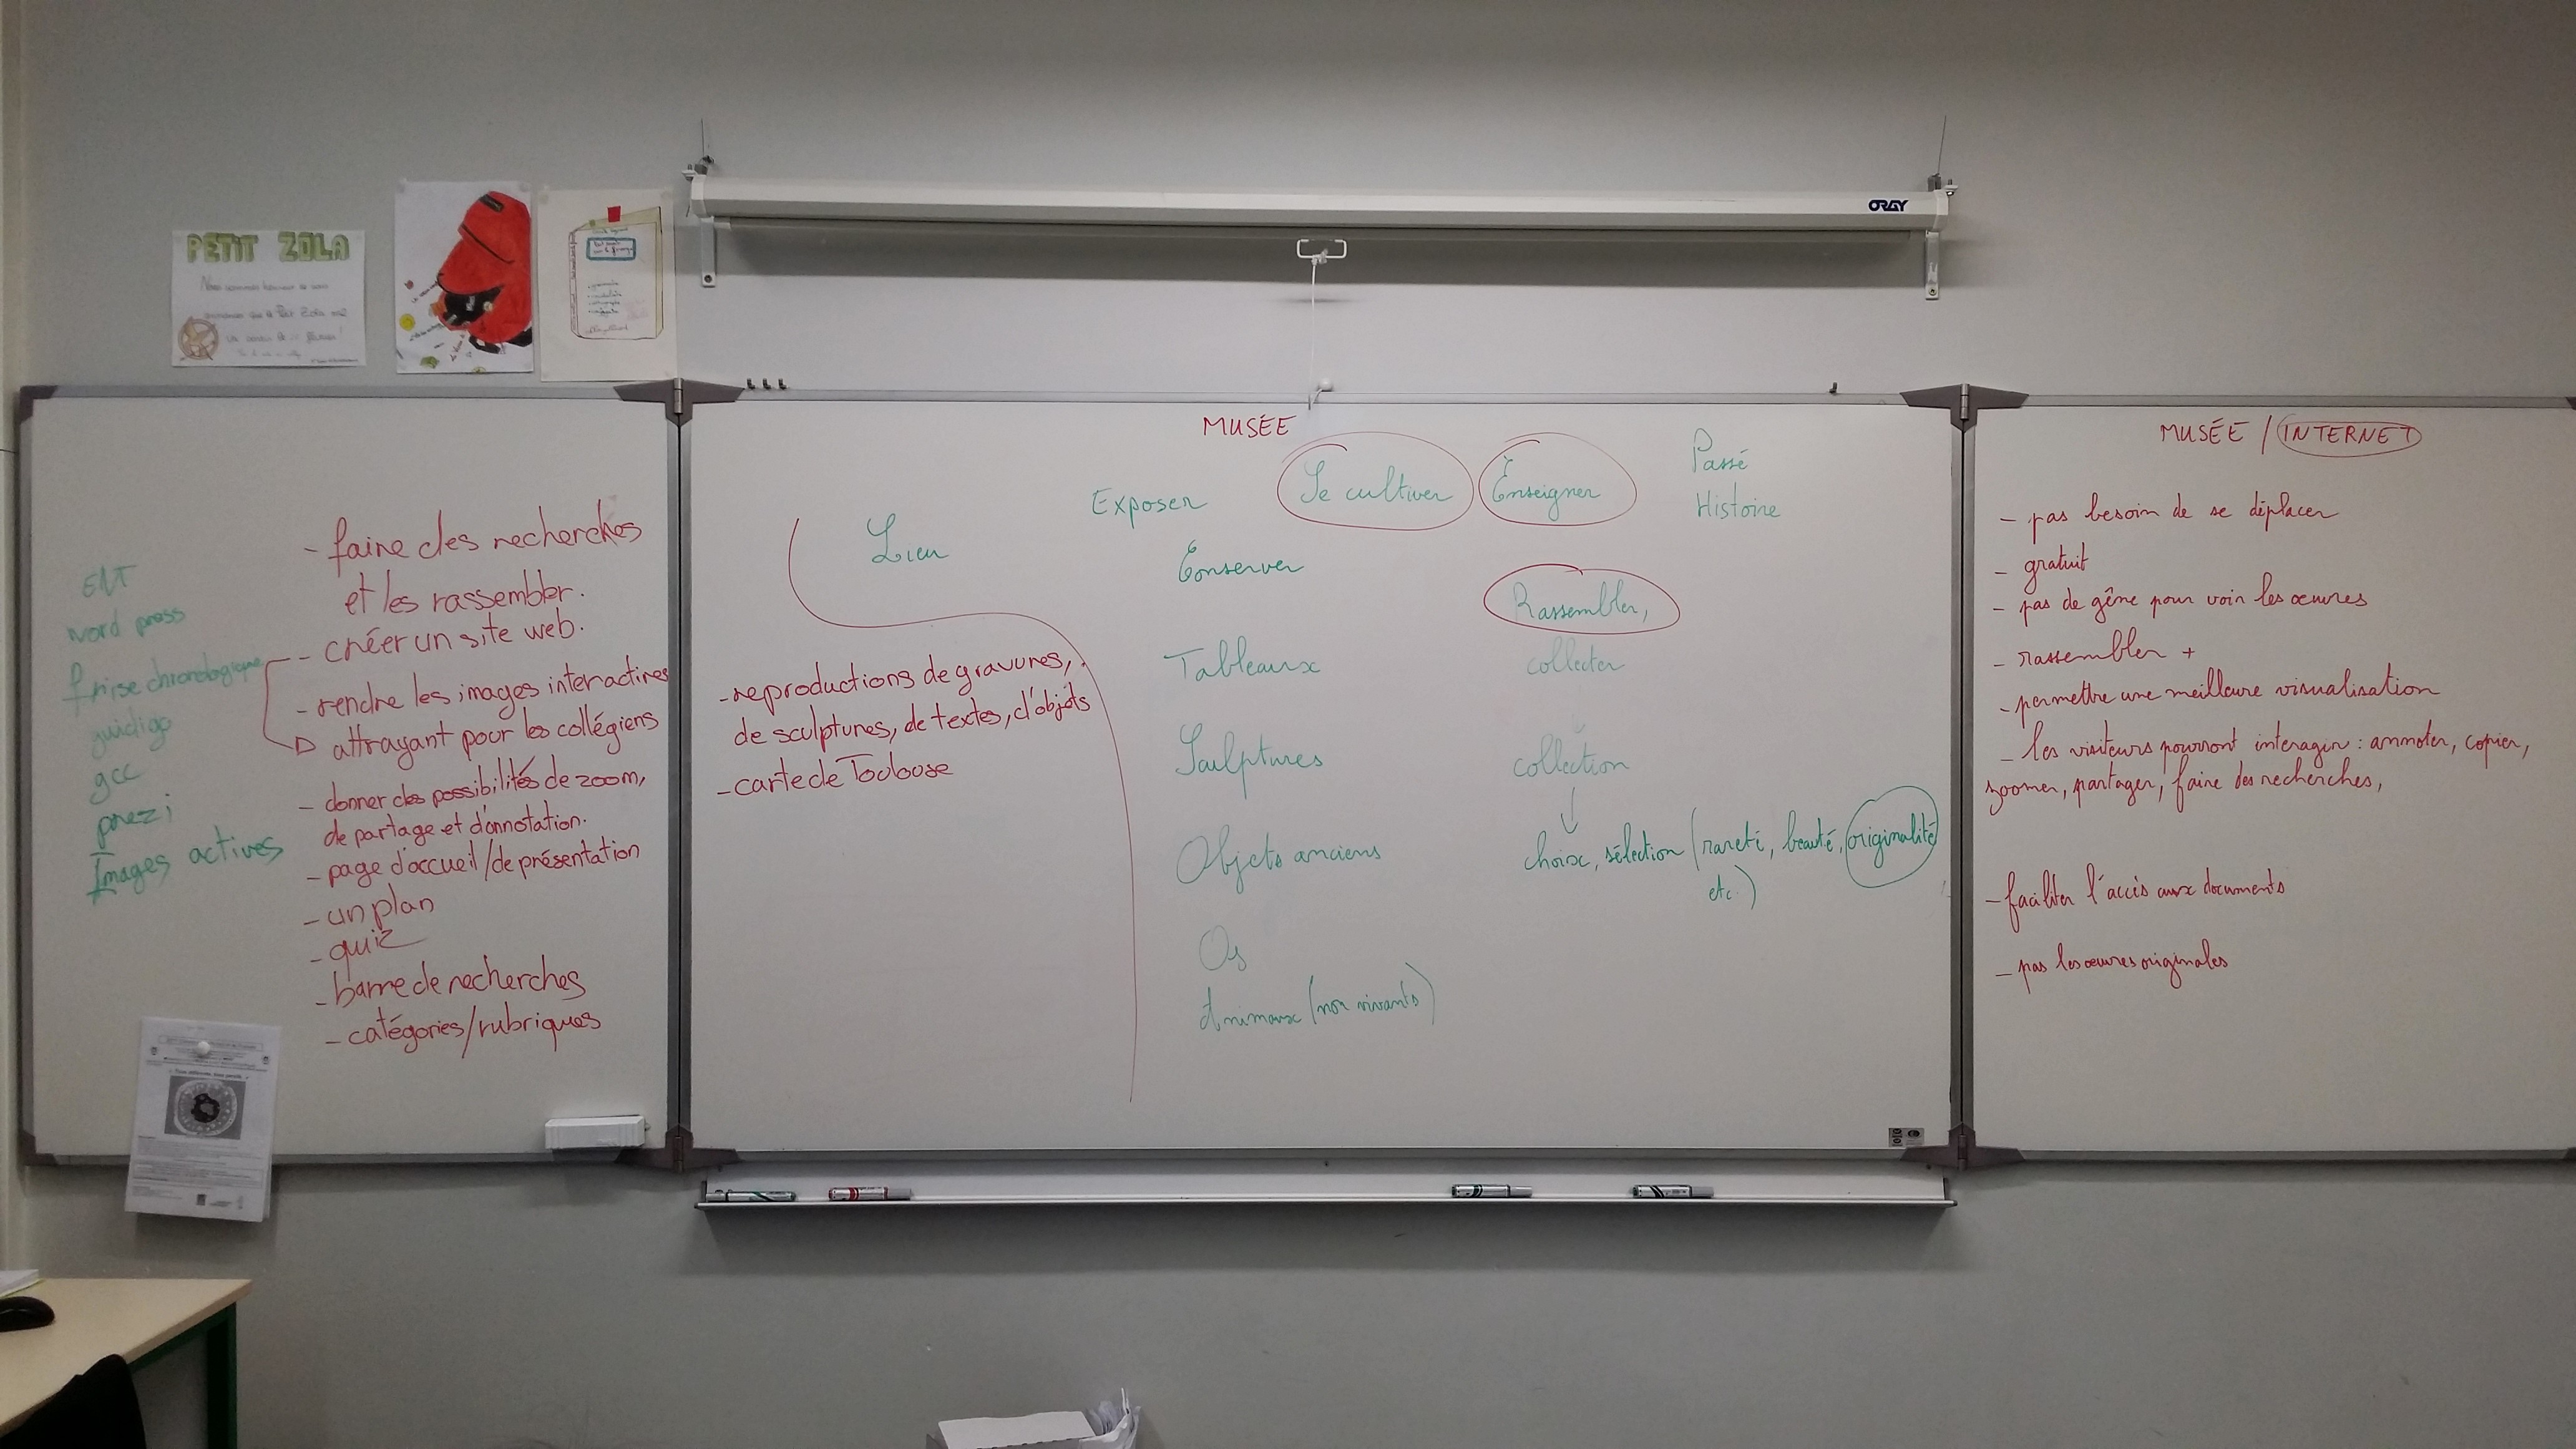 PETIT ZOLA
ORAY
ENT
word press
frise chronologique
guidigo
gcc
prezi
Images actives
- faire des recherches
et les rassembler.
- créer un site web.
- rendre les images interactives
attrayant pour les collégiens
- donner des possibilités de zoom,
de partage et d'annotation.
- page d'accueil/de présentation
- un plan
- quiz
- barre de recherches
- catégories/rubriques
MUSÉE
Lieu
Exposer
Se cultiver
Enseigner
Passé
Histoire
Conserver
Rassembler,
- reproductions de gravures,
de sculptures, de textes, d'objets
- carte de Toulouse
Tableaux
collecter
Sculptures
collection
Objets anciens
choix, sélection (rareté, beauté, originalité
etc.)
Os
Animaux (non vivants)
MUSÉE / INTERNET
- pas besoin de se déplacer
- gratuit
- pas de gêne pour voir les œuvres
- rassembler +
- permettre une meilleure visualisation
- les visiteurs pourront interagir : annoter, copier,
zoomer, partager, faire des recherches,
- faciliter l'accès aux documents
- pas les œuvres originales